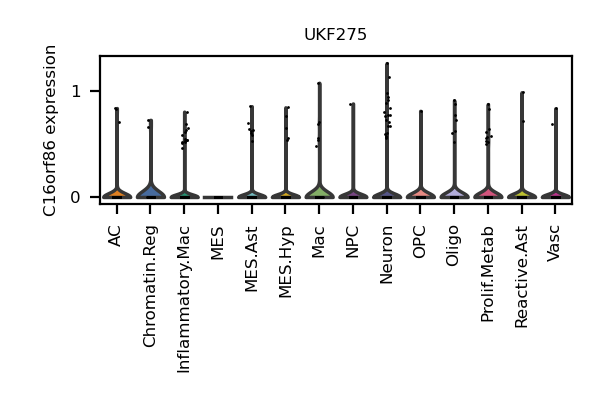 UKF275
C16orf86 expression
1
0
AC
Chromatin.Reg
Inflammatory.Mac
MES
MES.Ast
MES.Hyp
Mac
NPC
Neuron
OPC
Oligo
Prolif.Metab
Reactive.Ast
Vasc